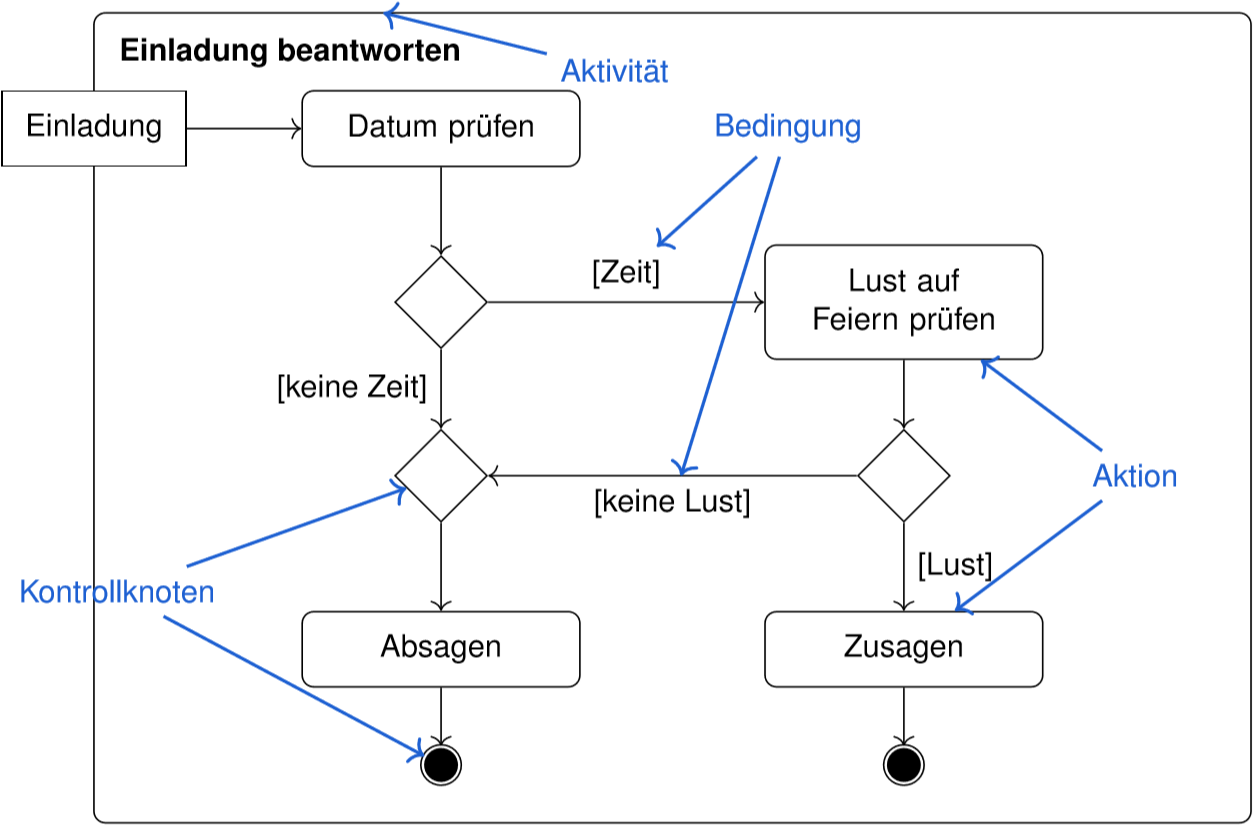 Einladung beantworten
Aktivität
Einladung
Datum prüfen
Bedingung
[Zeit]
Lust auf
Feiern prüfen
[keine Zeit]
[keine Lust]
Aktion
[Lust]
Kontrollknoten
Absagen
Zusagen